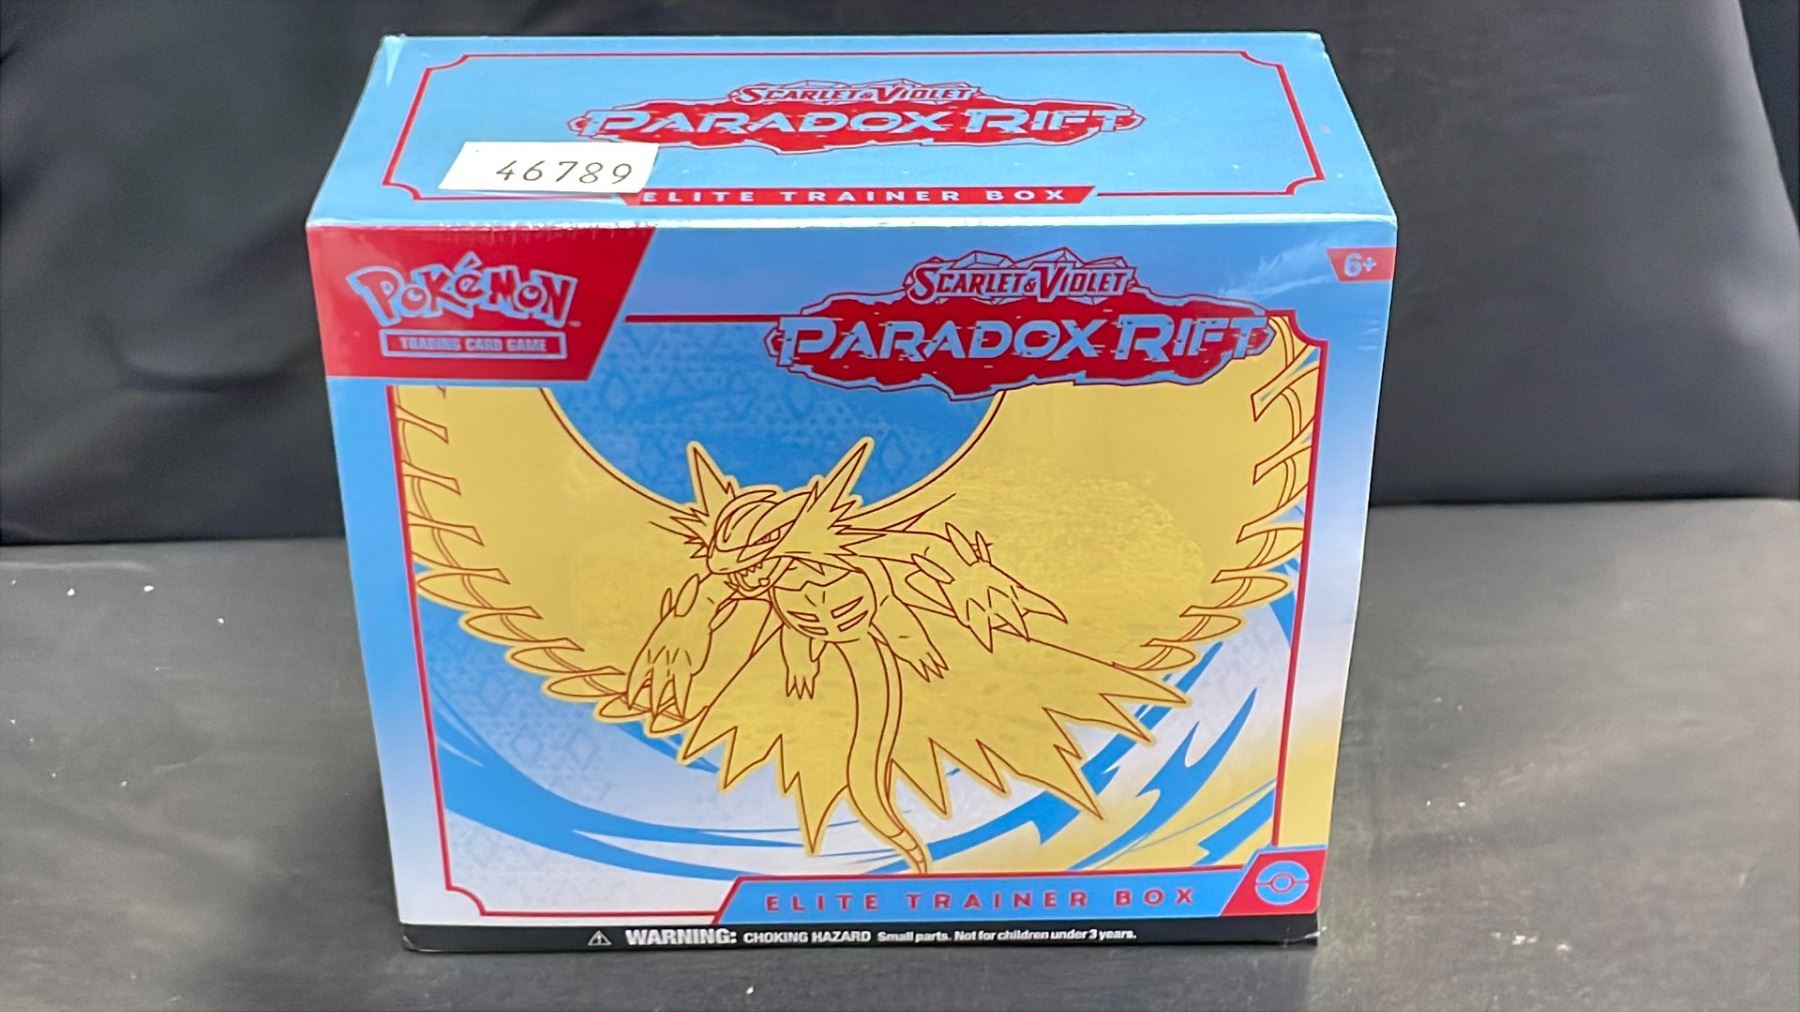 SCARLET & VIOLET
PARADOX RIFT
46789
ELITE TRAINER BOX
POKéMON
TRADING CARD GAME
SCARLET & VIOLET
PARADOX RIFT
6+
ELITE TRAINER BOX
WARNING: CHOKING HAZARD Small parts. Not for children under 3 years.